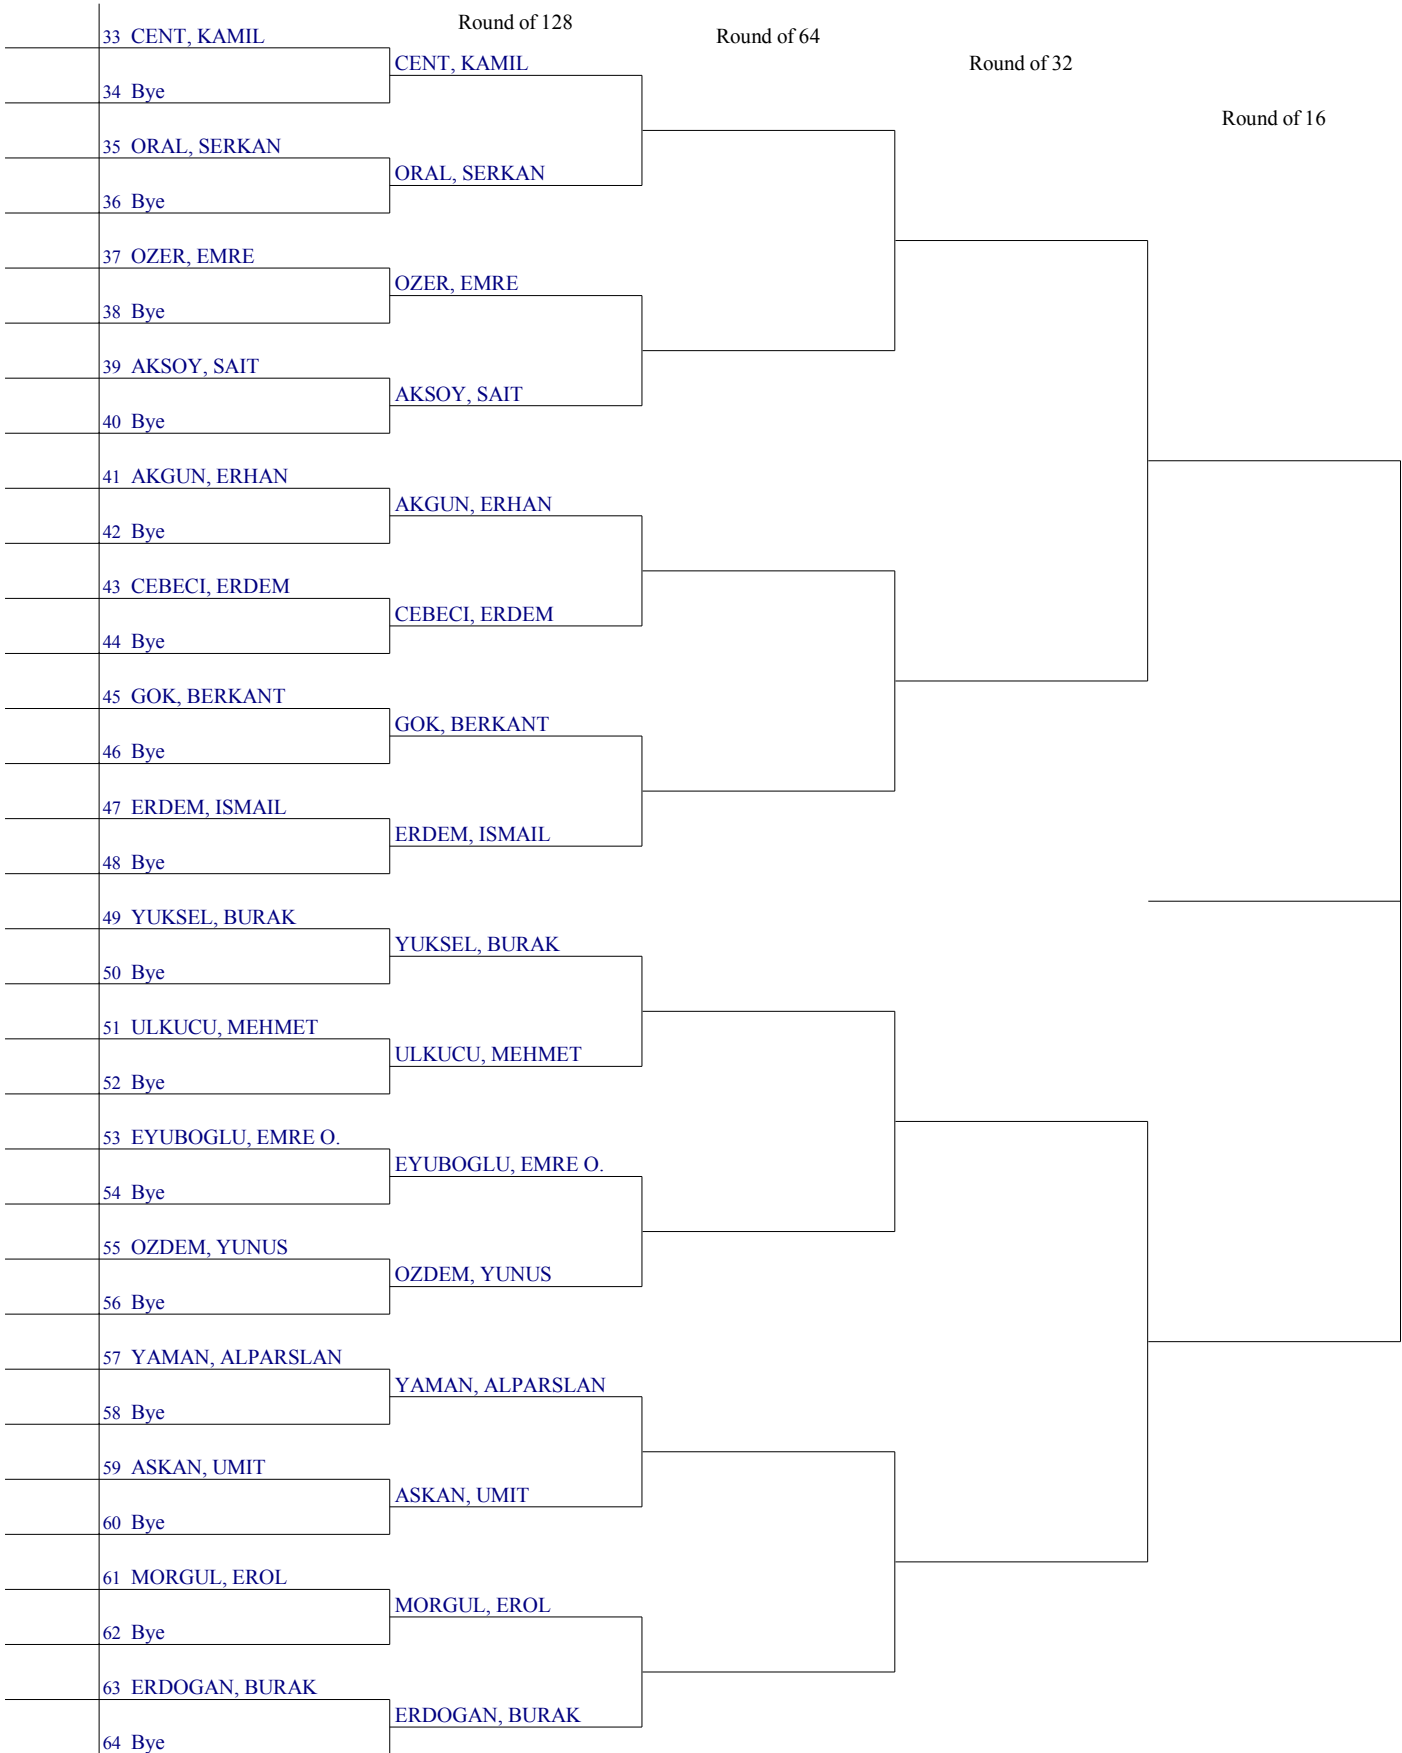 Round of 128
Round of 64
Round of 32
Round of 16
33 CENT, KAMIL
CENT, KAMIL
34 Bye
35 ORAL, SERKAN
ORAL, SERKAN
36 Bye
37 OZER, EMRE
OZER, EMRE
38 Bye
39 AKSOY, SAIT
AKSOY, SAIT
40 Bye
41 AKGUN, ERHAN
AKGUN, ERHAN
42 Bye
43 CEBECI, ERDEM
CEBECI, ERDEM
44 Bye
45 GOK, BERKANT
GOK, BERKANT
46 Bye
47 ERDEM, ISMAIL
ERDEM, ISMAIL
48 Bye
49 YUKSEL, BURAK
YUKSEL, BURAK
50 Bye
51 ULKUCU, MEHMET
ULKUCU, MEHMET
52 Bye
53 EYUBOGLU, EMRE O.
EYUBOGLU, EMRE O.
54 Bye
55 OZDEM, YUNUS
OZDEM, YUNUS
56 Bye
57 YAMAN, ALPARSLAN
YAMAN, ALPARSLAN
58 Bye
59 ASKAN, UMIT
ASKAN, UMIT
60 Bye
61 MORGUL, EROL
MORGUL, EROL
62 Bye
63 ERDOGAN, BURAK
ERDOGAN, BURAK
64 Bye